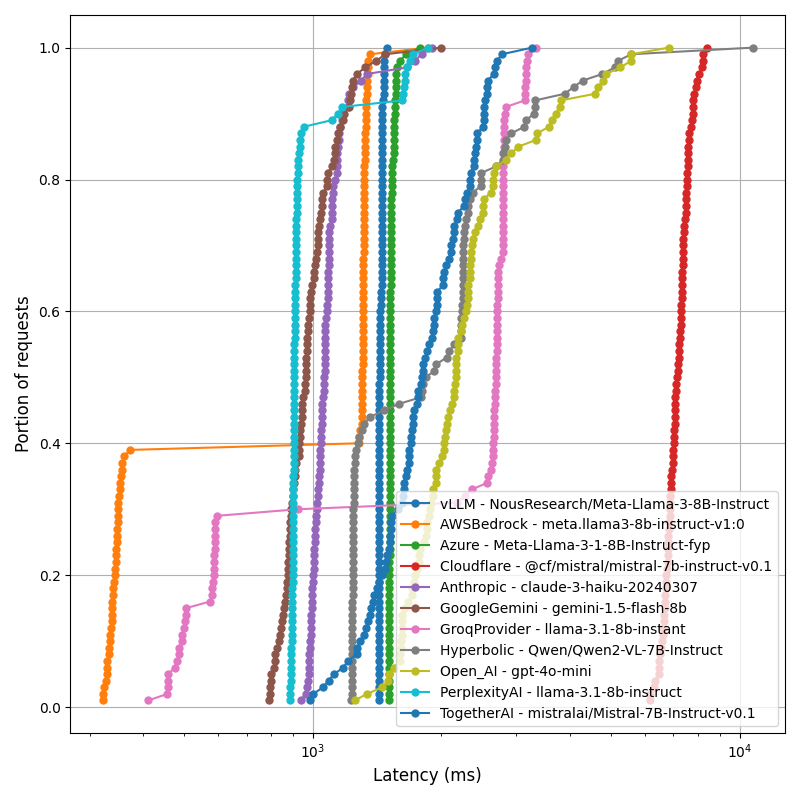 1.0
0.8
0.6
0.4
0.2
0.0
Portion of requests
10³
10⁴
Latency (ms)
vLLM - NousResearch/Meta-Llama-3-8B-Instruct
AWSBedrock - meta.llama3-8b-instruct-v1:0
Azure - Meta-Llama-3-1-8B-Instruct-fyp
Cloudflare - @cf/mistral/mistral-7b-instruct-v0.1
Anthropic - claude-3-haiku-20240307
GoogleGemini - gemini-1.5-flash-8b
GroqProvider - llama-3.1-8b-instant
Hyperbolic - Qwen/Qwen2-VL-7B-Instruct
Open_AI - gpt-4o-mini
PerplexityAI - llama-3.1-8b-instruct
TogetherAI - mistralai/Mistral-7B-Instruct-v0.1